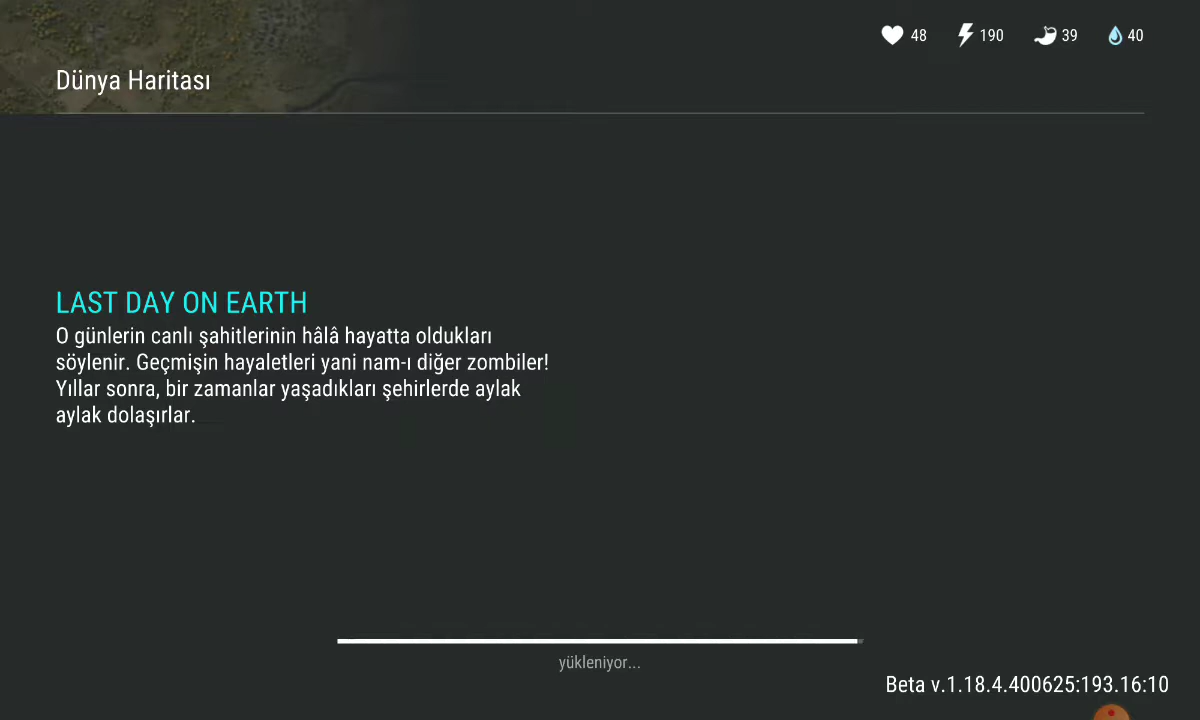 48 190 39 40
Dünya Haritası
LAST DAY ON EARTH
O günlerin canlı şahitlerinin hâlâ hayatta oldukları
söylenir. Geçmişin hayaletleri yani nam-ı diğer zombiler!
Yıllar sonra, bir zamanlar yaşadıkları şehirlerde aylak
aylak dolaşırlar.
yükleniyor...
Beta v.1.18.4.400625:193.16:10